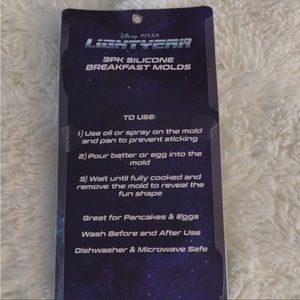 Disney PIXAR
LIGHTYEAR
3PK SILICONE
BREAKFAST MOLDS
TO USE:
1) Use oil or spray on the mold
and pan to prevent sticking
2) Pour batter or egg into the
mold
3) Wait until fully cooked and
remove the mold to reveal the
fun shape
Great for Pancakes & Eggs
Wash Before and After Use
Dishwasher & Microwave Safe